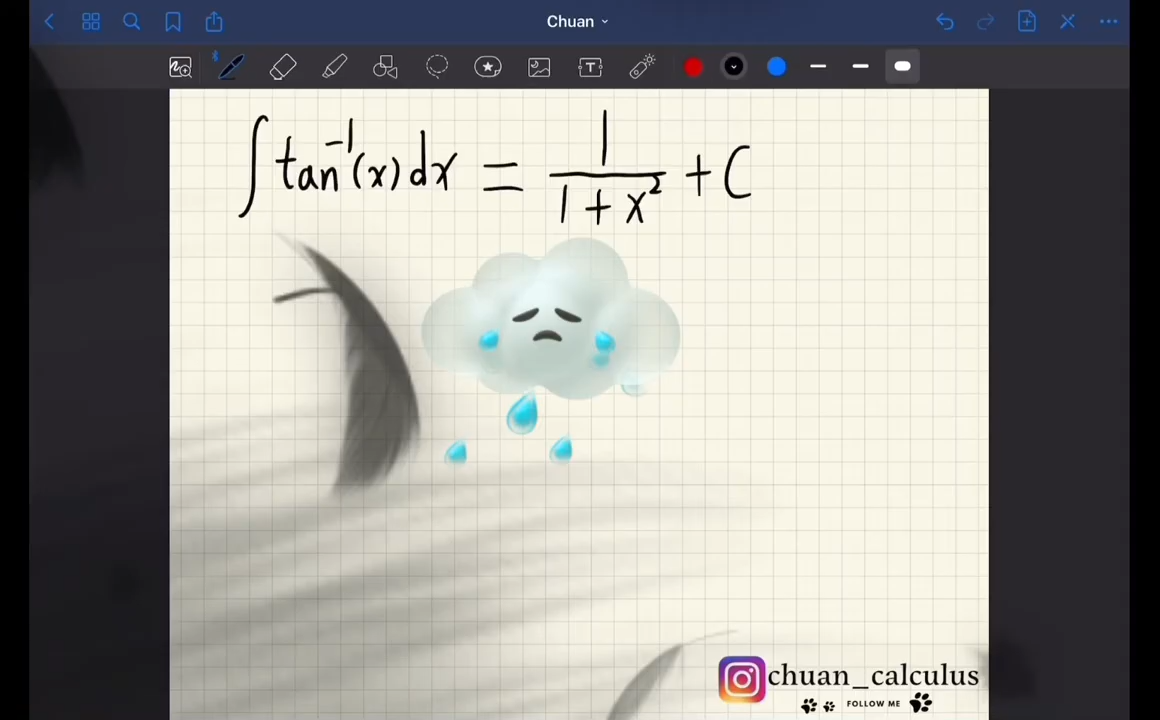 Chuan
∫ tan⁻¹(x) dx = 1/(1+x²) + C
chuan_calculus
FOLLOW ME